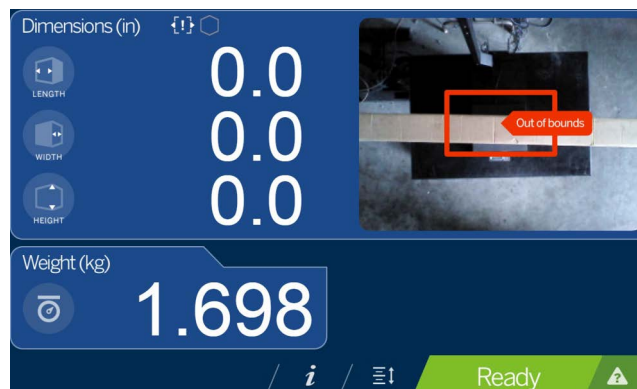 Dimensions (in) {!}
LENGTH 0.0
WIDTH 0.0
HEIGHT 0.0
Out of bounds
Weight (kg)
1.698
i Ready ?